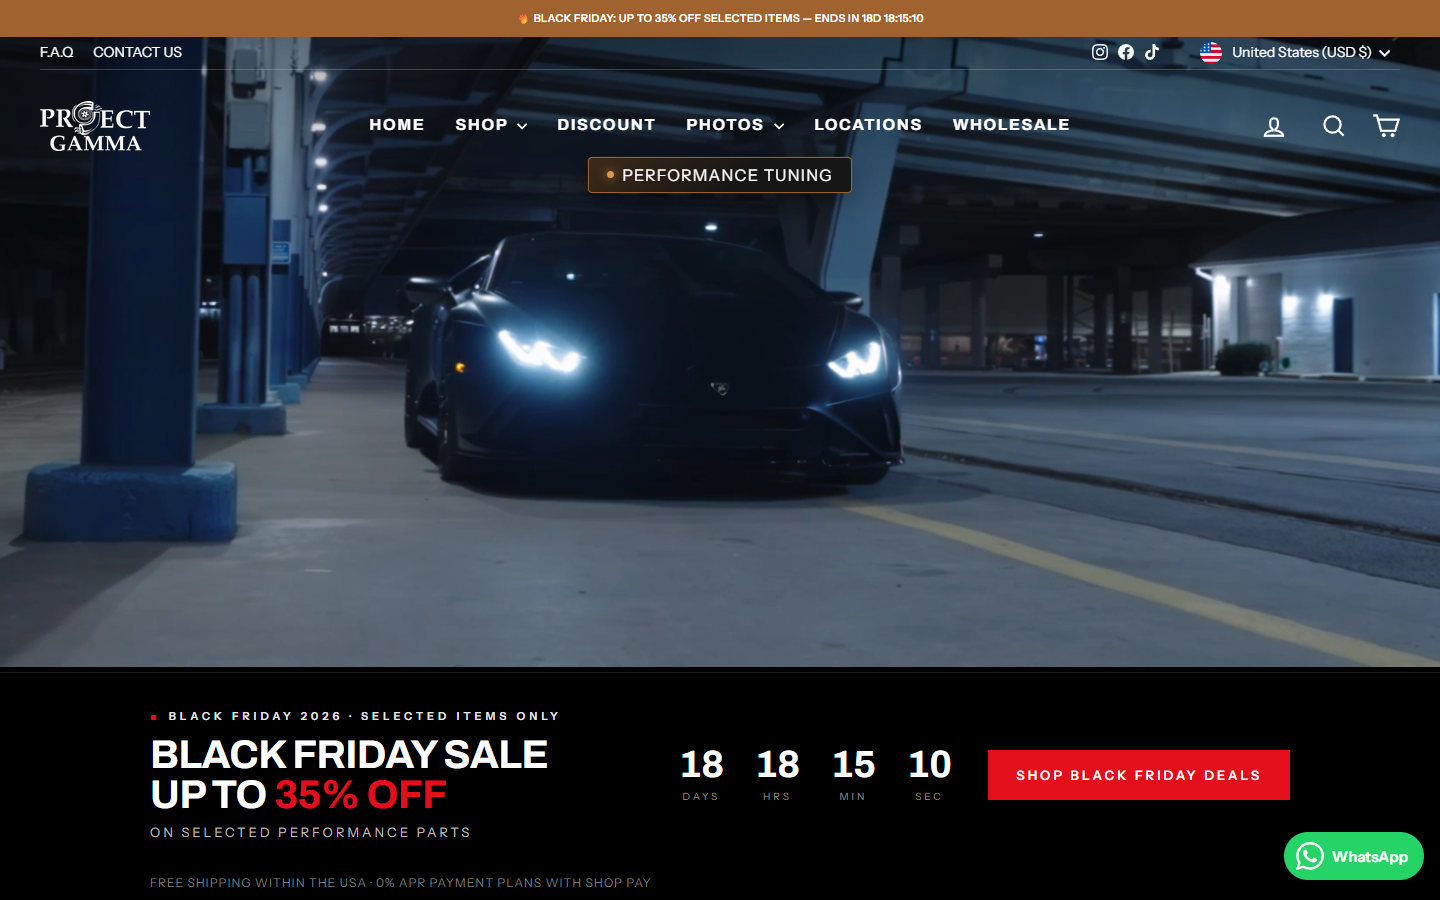 🔥 BLACK FRIDAY: UP TO 35% OFF SELECTED ITEMS — ENDS IN 18D 18:15:10
F.A.Q CONTACT US
United States (USD $)
PROJECT
GAMMA
HOME SHOP DISCOUNT PHOTOS LOCATIONS WHOLESALE
PERFORMANCE TUNING
BLACK FRIDAY 2026 · SELECTED ITEMS ONLY
BLACK FRIDAY SALE
UP TO 35% OFF
ON SELECTED PERFORMANCE PARTS
18 18 15 10
DAYS HRS MIN SEC
SHOP BLACK FRIDAY DEALS
FREE SHIPPING WITHIN THE USA · 0% APR PAYMENT PLANS WITH SHOP PAY
WhatsApp